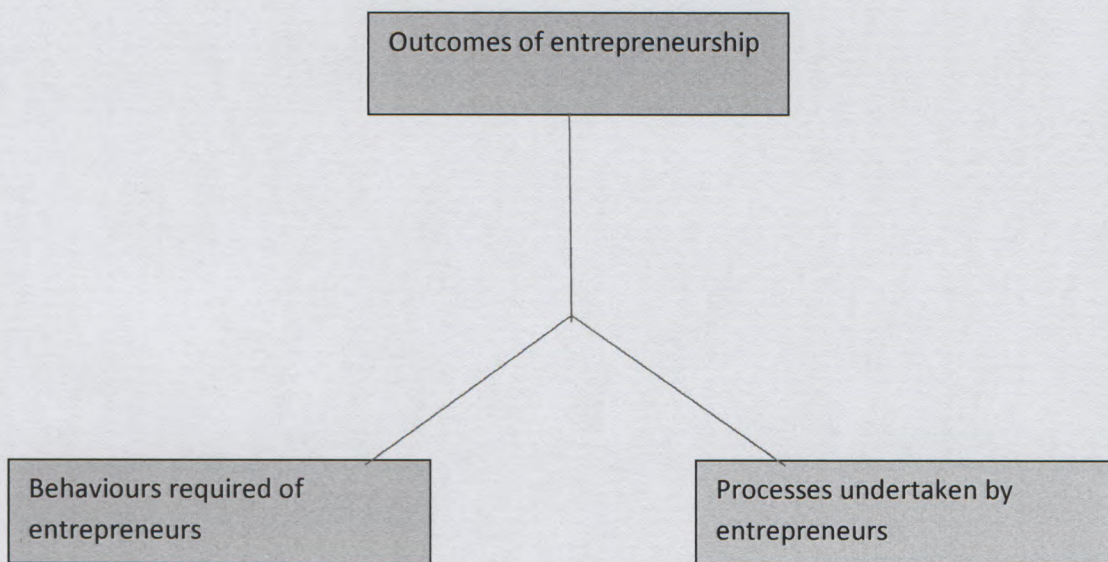 Outcomes of entrepreneurship
Behaviours required of
entrepreneurs
Processes undertaken by
entrepreneurs